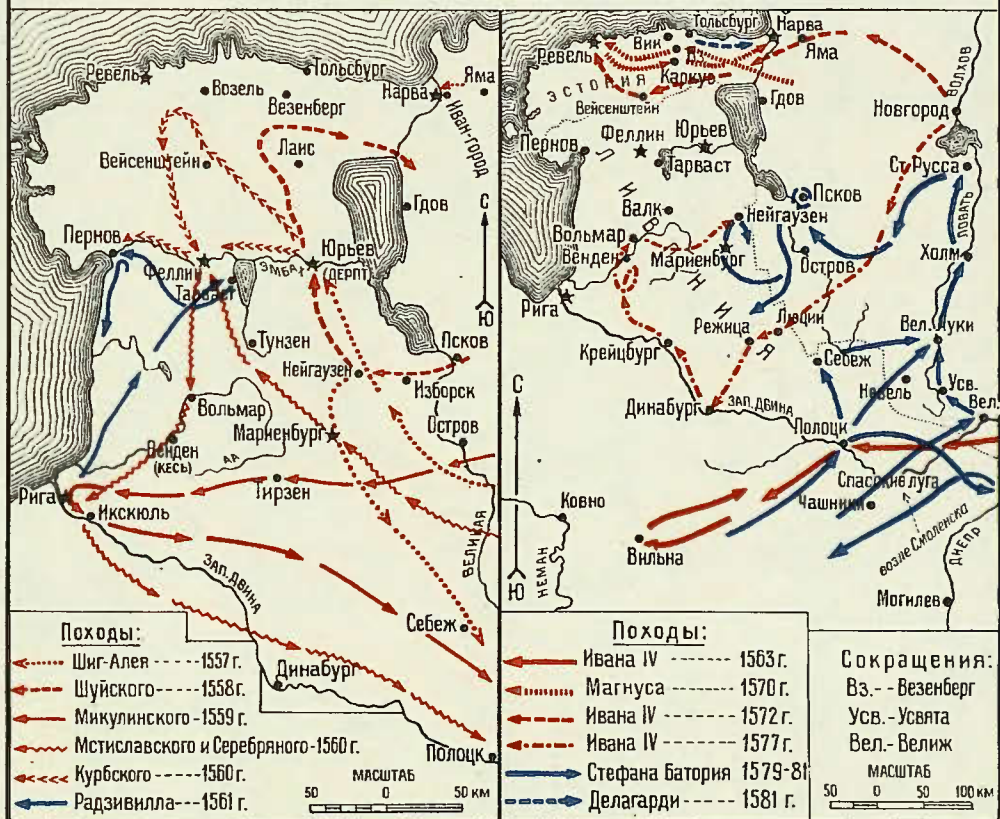 Ревель
Тольсбург
Возель
Везенберг
Нарва
Яма
Иван-город
Вейсенштейн
Лаис
Гдов
С
Ю
Пернов
Феллин
Тарваст
ЭМБАХ
Юрьев
(ДЕРПТ)
Тунзен
Нейгаузен
Псков
Изборск
Остров
Вольмар
Мариенбург
Венден
(КЕСЬ)
АА
Рига
Тирзен
Икскюль
ВЕЛИКАЯ
ЗАП. ДВИНА
Себеж
Динабург
Полоцк
Походы:
Шиг-Алея ----- 1557 г.
Шуйского ----- 1558 г.
Микулинского - 1559 г.
Мстиславского и Серебряного - 1560 г.
Курбского ---- 1560 г.
Радзивилла --- 1561 г.
МАСШТАБ
50 0 50 КМ
Тольсбург
Нарва
Вик
Вз.
Ревель
Каркус
Яма
ЭСТОНИЯ
Вейсенштейн
Гдов
ВОЛХОВ
Новгород
Пернов
Феллин
Юрьев
Тарваст
Ст. Русса
Псков
ЛИВОНИЯ
Валк
Нейгаузен
ЛОВАТЬ
Вольмар
Венден
Мариенберг
Остров
Холм
Рига
Режица
Люцин
Крейцбург
Себеж
Вел. Луки
Невель
Усв.
Вел.
Динабург
ЗАП. ДВИНА
Полоцк
С
Ю
Спасские луга
Чашники
Ковно
Вильна
возле Смоленска
НЕМАН
ДНЕПР
Могилев
Походы:
Ивана IV ------ 1563 г.
Магнуса ------- 1570 г.
Ивана IV ------ 1572 г.
Ивана IV ------ 1577 г.
Стефана Батория 1579-81
Делагарди ----- 1581 г.
Сокращения:
Вз. -- Везенберг
Усв. - Усвята
Вел. - Велиж
МАСШТАБ
50 0 50 100 КМ